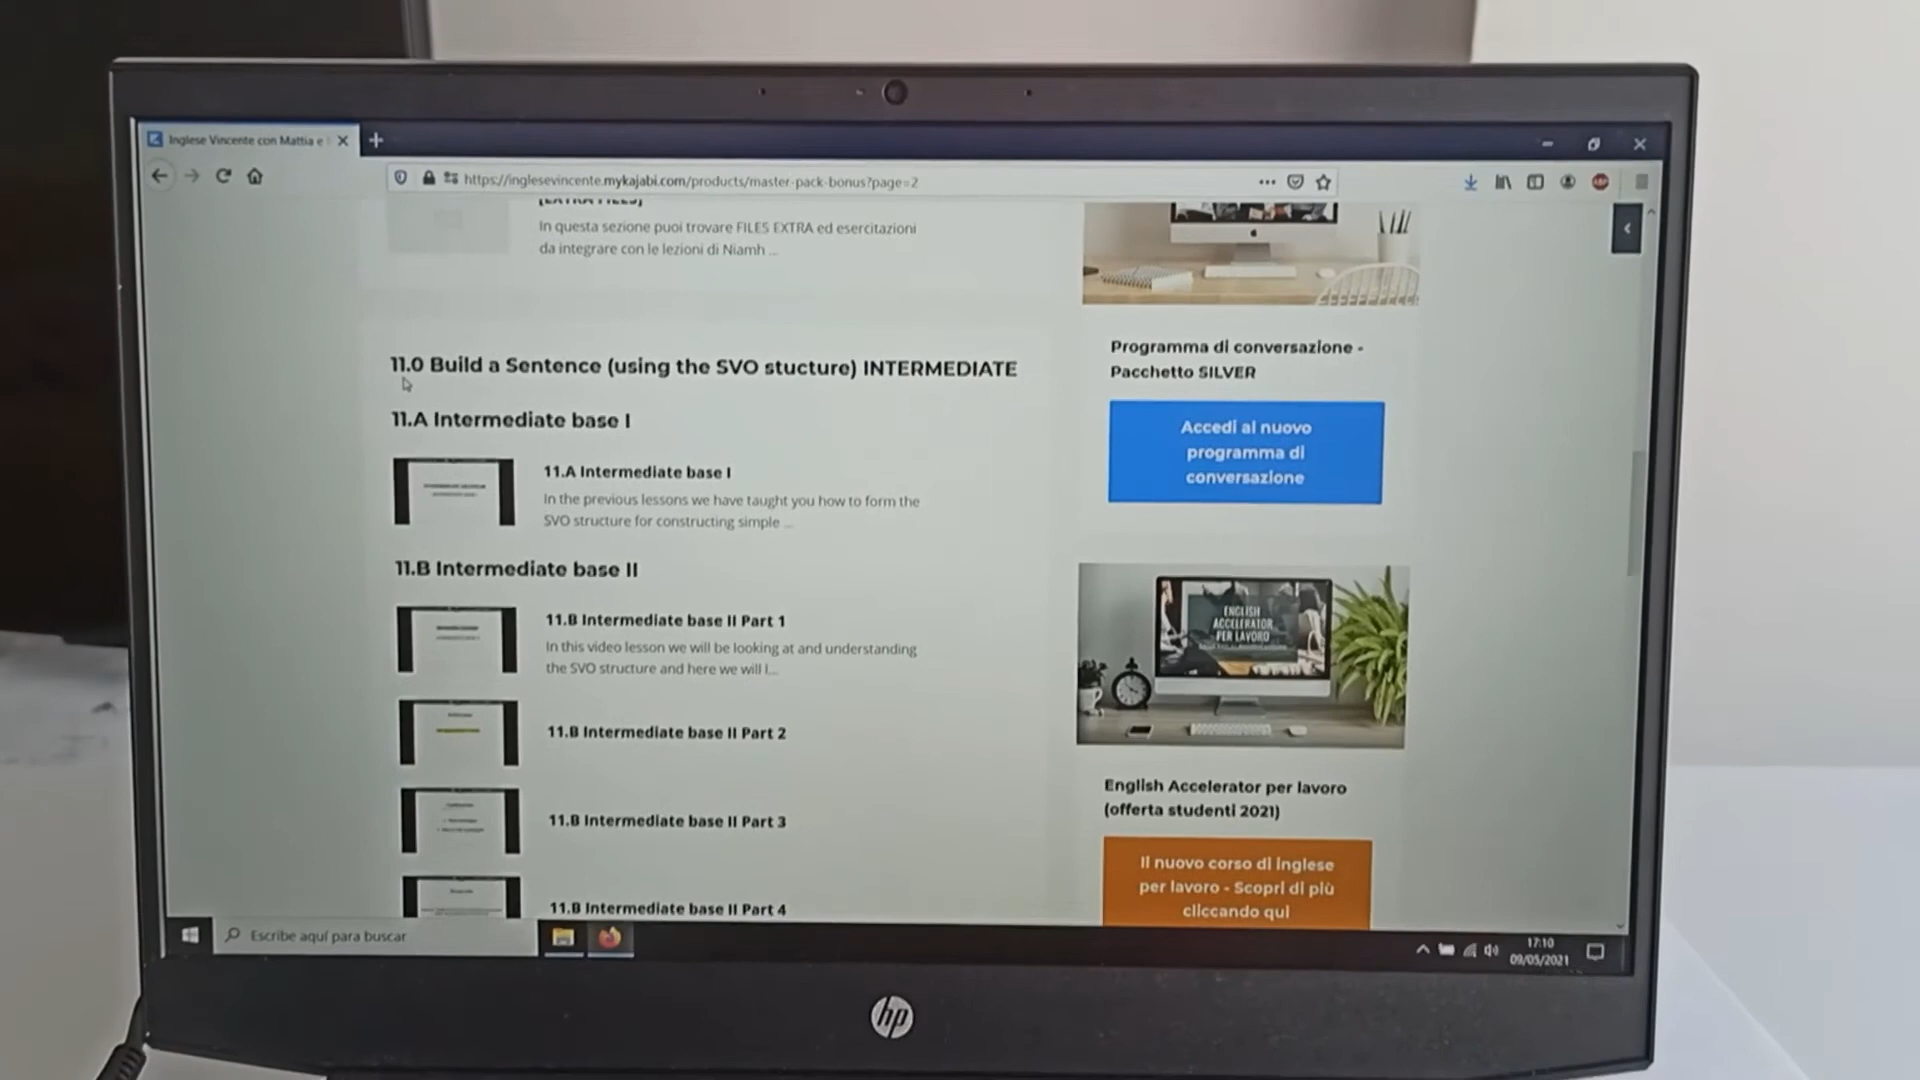 Inglese Vincente con Mattia e
https://inglesevincente.mykajabi.com/products/master-pack-bonus?page=2
[EXTRA FILES]
In questa sezione puoi trovare FILES EXTRA ed esercitazioni
da integrare con le lezioni di Niamh ...
11.0 Build a Sentence (using the SVO stucture) INTERMEDIATE
11.A Intermediate base I
11.A Intermediate base I
In the previous lessons we have taught you how to form the
SVO structure for constructing simple ...
11.B Intermediate base II
11.B Intermediate base II Part 1
In this video lesson we will be looking at and understanding
the SVO structure and here we will l...
11.B Intermediate base II Part 2
11.B Intermediate base II Part 3
11.B Intermediate base II Part 4
Programma di conversazione -
Pacchetto SILVER
Accedi al nuovo
programma di
conversazione
ENGLISH
ACCELERATOR
PER LAVORO
English Accelerator per lavoro
(offerta studenti 2021)
Il nuovo corso di inglese
per lavoro - Scopri di più
cliccando qui
Escribe aquí para buscar
17:10
09/05/2021
hp